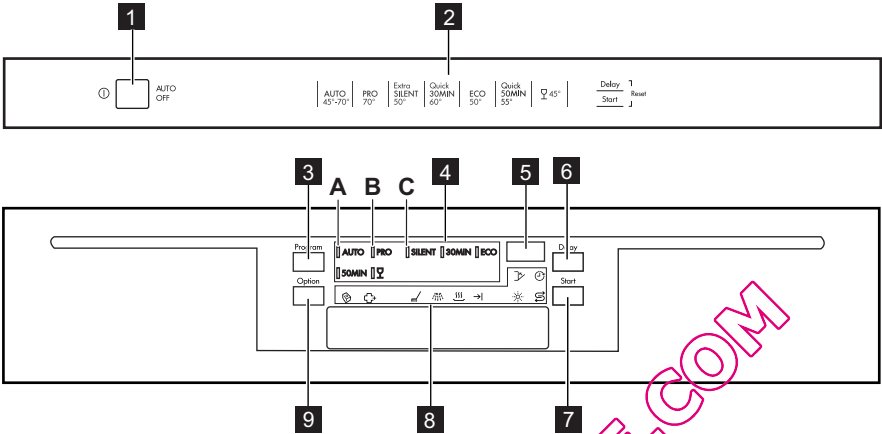 1
2
AUTO OFF
AUTO 45°-70°
PRO 70°
Extra SILENT 50°
Quick 30MIN 60°
ECO 50°
Quick 50MIN 55°
45°
Delay
Start
Reset
3
A
B
C
4
5
6
Program
AUTO PRO SILENT 30MIN ECO
50MIN
Delay
Option
Start
9
8
7
.COM